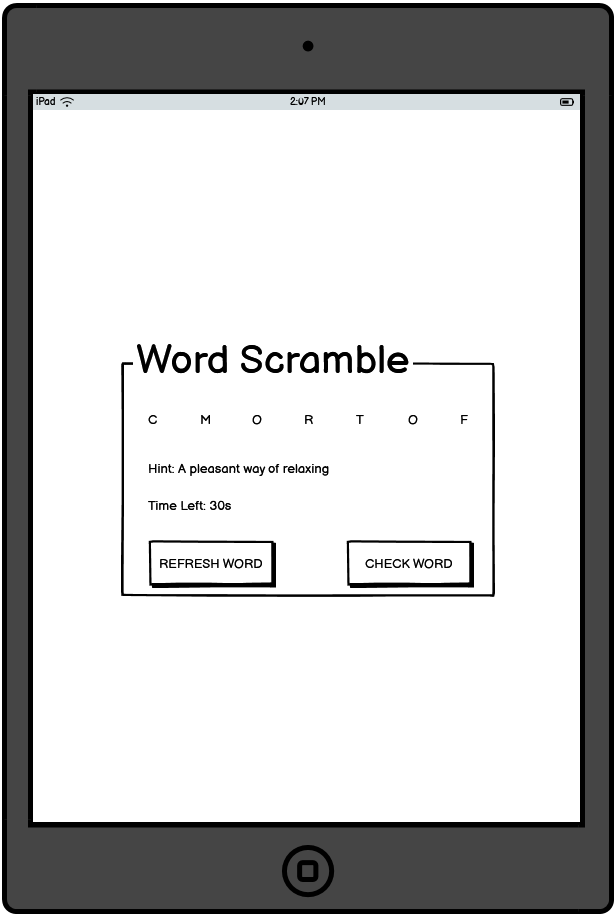 iPad 2:07 PM
Word Scramble
C M O R T O F
Hint: A pleasant way of relaxing
Time Left: 30s
REFRESH WORD CHECK WORD